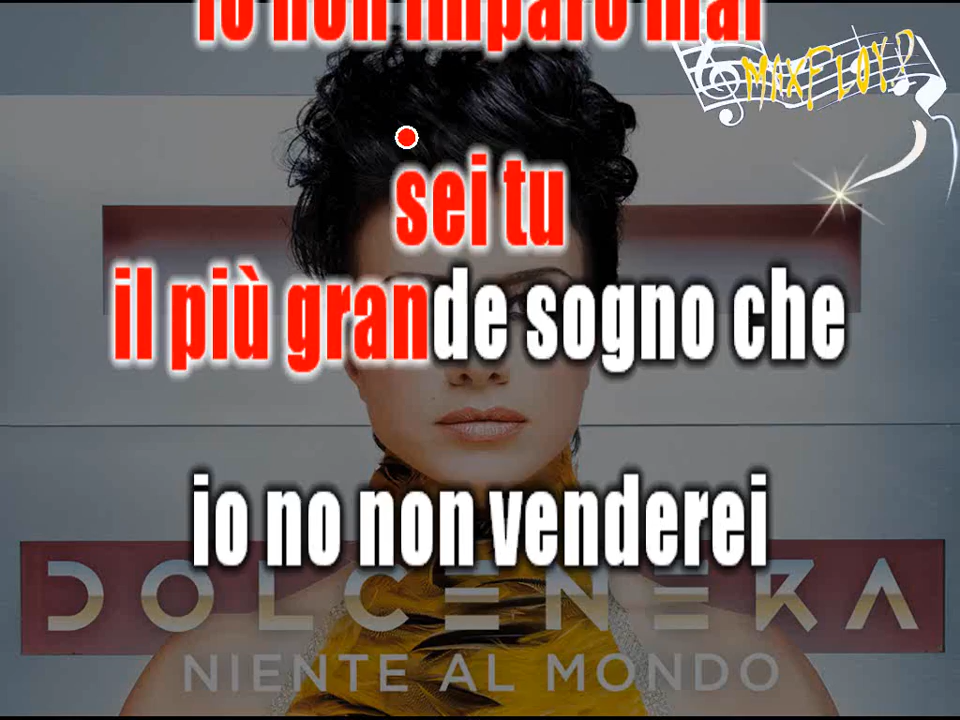 io non imparo mai
MAXFLOY!
sei tu
il più grande sogno che
io no non venderei
DOLCENERA
NIENTE AL MONDO